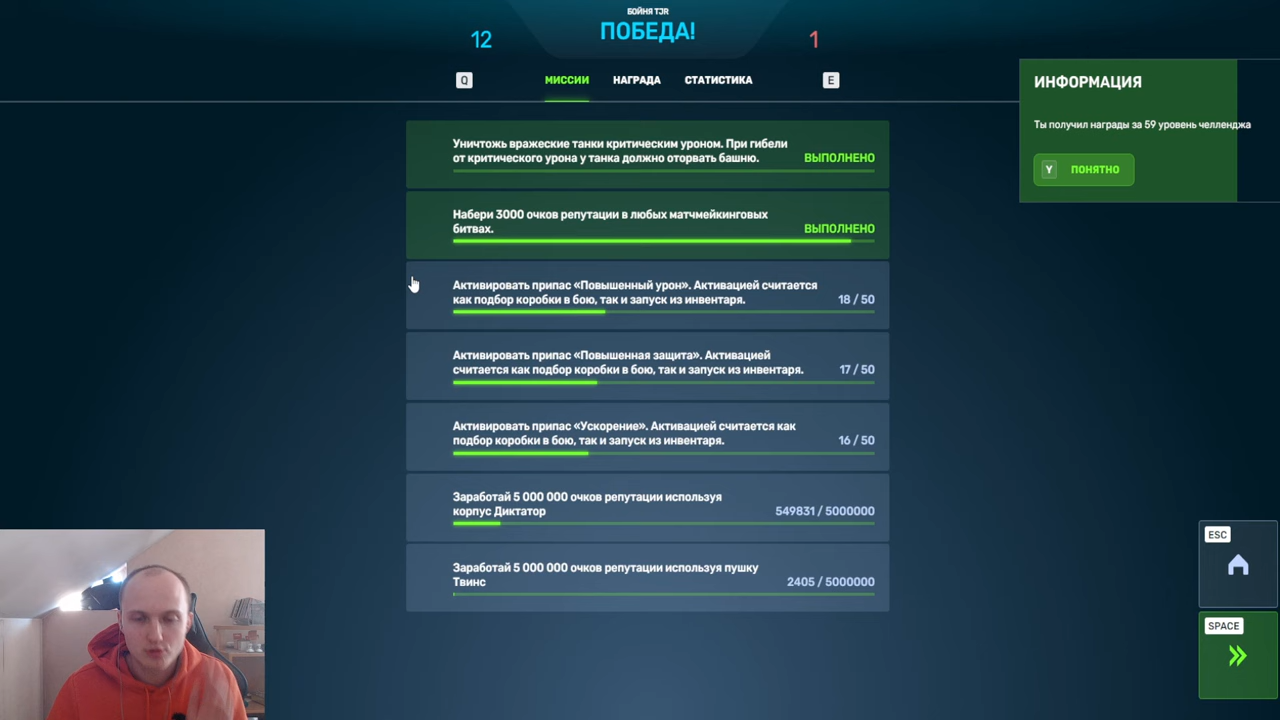 БОЙНЯ TJR
12
ПОБЕДА!
1
Q
МИССИИ
НАГРАДА
СТАТИСТИКА
E
ИНФОРМАЦИЯ
Ты получил награды за 59 уровень челленджа
Y
ПОНЯТНО
Уничтожь вражеские танки критическим уроном. При гибели
от критического урона у танка должно оторвать башню.
ВЫПОЛНЕНО
Набери 3000 очков репутации в любых матчмейкинговых
битвах.
ВЫПОЛНЕНО
Активировать припас «Повышенный урон». Активацией считается
как подбор коробки в бою, так и запуск из инвентаря.
18 / 50
Активировать припас «Повышенная защита». Активацией
считается как подбор коробки в бою, так и запуск из инвентаря.
17 / 50
Активировать припас «Ускорение». Активацией считается как
подбор коробки в бою, так и запуск из инвентаря.
16 / 50
Заработай 5 000 000 очков репутации используя
корпус Диктатор
549831 / 5000000
Заработай 5 000 000 очков репутации используя пушку
Твинс
2405 / 5000000
ESC
SPACE